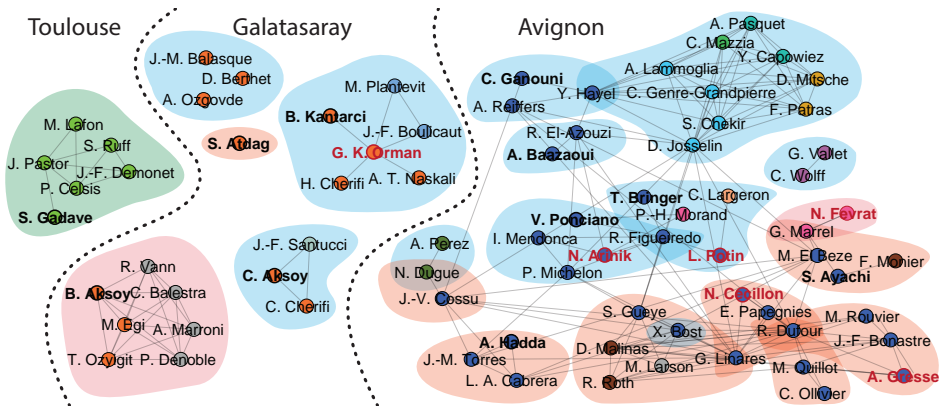 Toulouse
Galatasaray
Avignon
M. Lafon
S. Ruff
J. Pastor
J.-F. Demonet
P. Celsis
S. Gadave
R. Vann
B. Aksoy
C. Balestra
M. Egi
A. Marroni
T. Ozyigit
P. Denoble
J.-M. Balasque
D. Berthet
A. Ozgovde
S. Atdag
M. Plantevit
B. Kantarci
J.-F. Boulicaut
G. K. Orman
H. Cherifi
A. T. Naskali
J.-F. Santucci
C. Aksoy
C. Cherifi
A. Pasquet
C. Mazzia
Y. Capowiez
A. Lammoglia
D. Mitsche
C. Ganouni
Y. Hayel
C. Genre-Grandpierre
A. Reiffers
F. Patras
S. Chekir
R. El-Azouzi
D. Josselin
A. Baazaoui
G. Vallet
C. Wolff
T. Bringer
C. Largeron
V. Ponciano
P.-H. Morand
N. Fevrat
I. Mendonca
R. Figueiredo
G. Marrel
A. Perez
N. Arinik
L. Potin
M. El-Beze
F. Monier
N. Dugue
P. Michelon
S. Ayachi
J.-V. Cossu
N. Cecillon
S. Gueye
E. Papegnies
M. Rouvier
X. Bost
R. Dufour
A. Hadda
J.-F. Bonastre
D. Malinas
J.-M. Torres
G. Linares
M. Larson
M. Quillot
A. Gresse
L. A. Cabrera
R. Roth
C. Ollivier